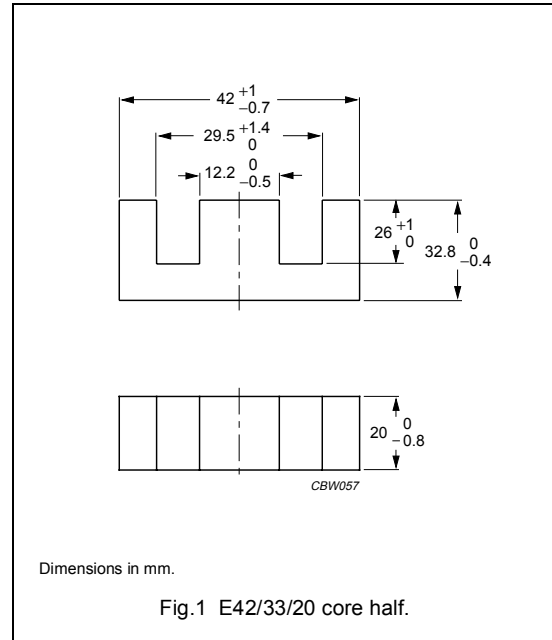 42 +1 −0.7
29.5 +1.4 0
12.2 0 −0.5
26 +1 0
32.8 0 −0.4
20 0 −0.8
CBW057
Dimensions in mm.
Fig.1 E42/33/20 core half.